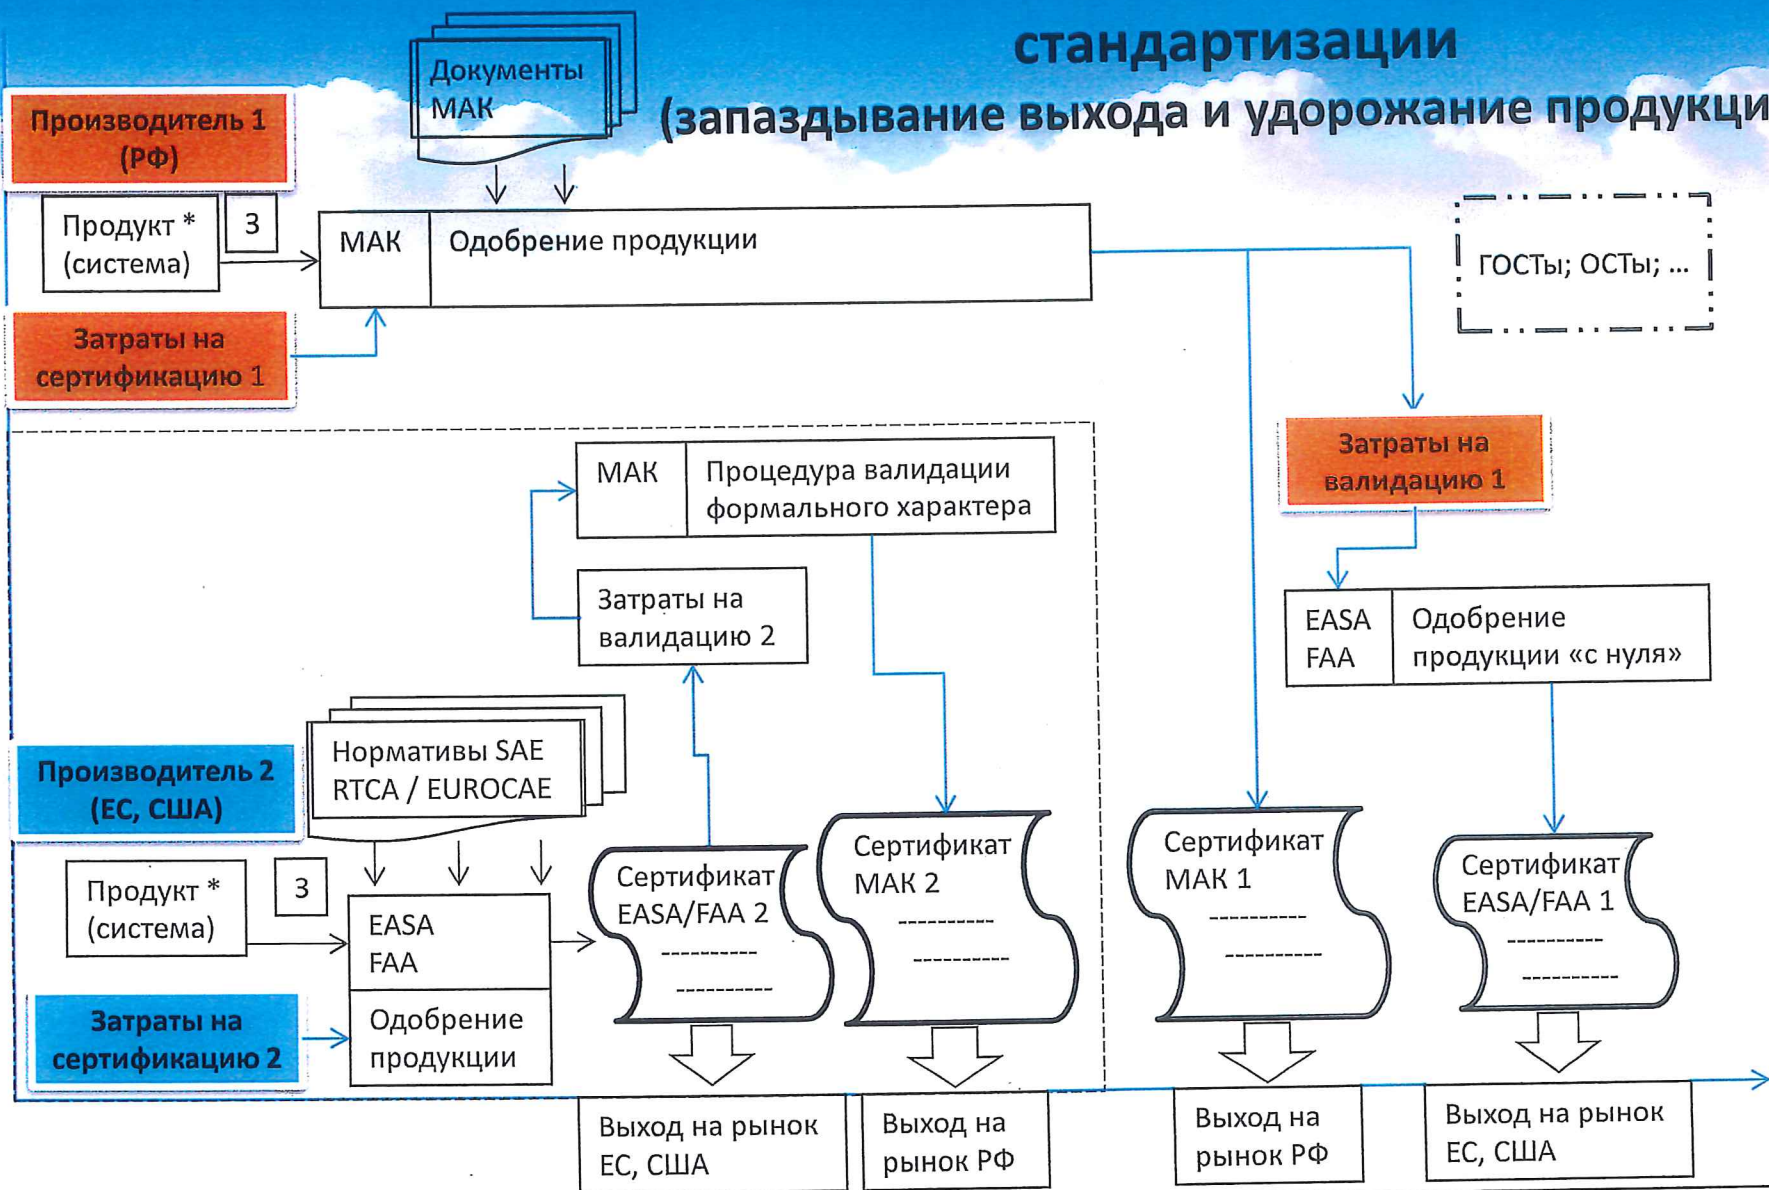 стандартизации
(запаздывание выхода и удорожание продукци
Документы
МАК
Производитель 1
(РФ)
Продукт *
(система)
3
МАК
Одобрение продукции
ГОСТы; ОСТы; ...
Затраты на
сертификацию 1
МАК
Процедура валидации
формального характера
Затраты на
валидацию 1
Затраты на
валидацию 2
EASA
FAA
Одобрение
продукции «с нуля»
Производитель 2
(ЕС, США)
Нормативы SAE
RTCA / EUROCAE
Продукт *
(система)
3
EASA
FAA
Одобрение
продукции
Затраты на
сертификацию 2
Сертификат
EASA/FAA 2
----------
----------
Сертификат
МАК 2
----------
----------
Сертификат
МАК 1
----------
----------
Сертификат
EASA/FAA 1
----------
----------
Выход на рынок
ЕС, США
Выход на
рынок РФ
Выход на
рынок РФ
Выход на рынок
ЕС, США